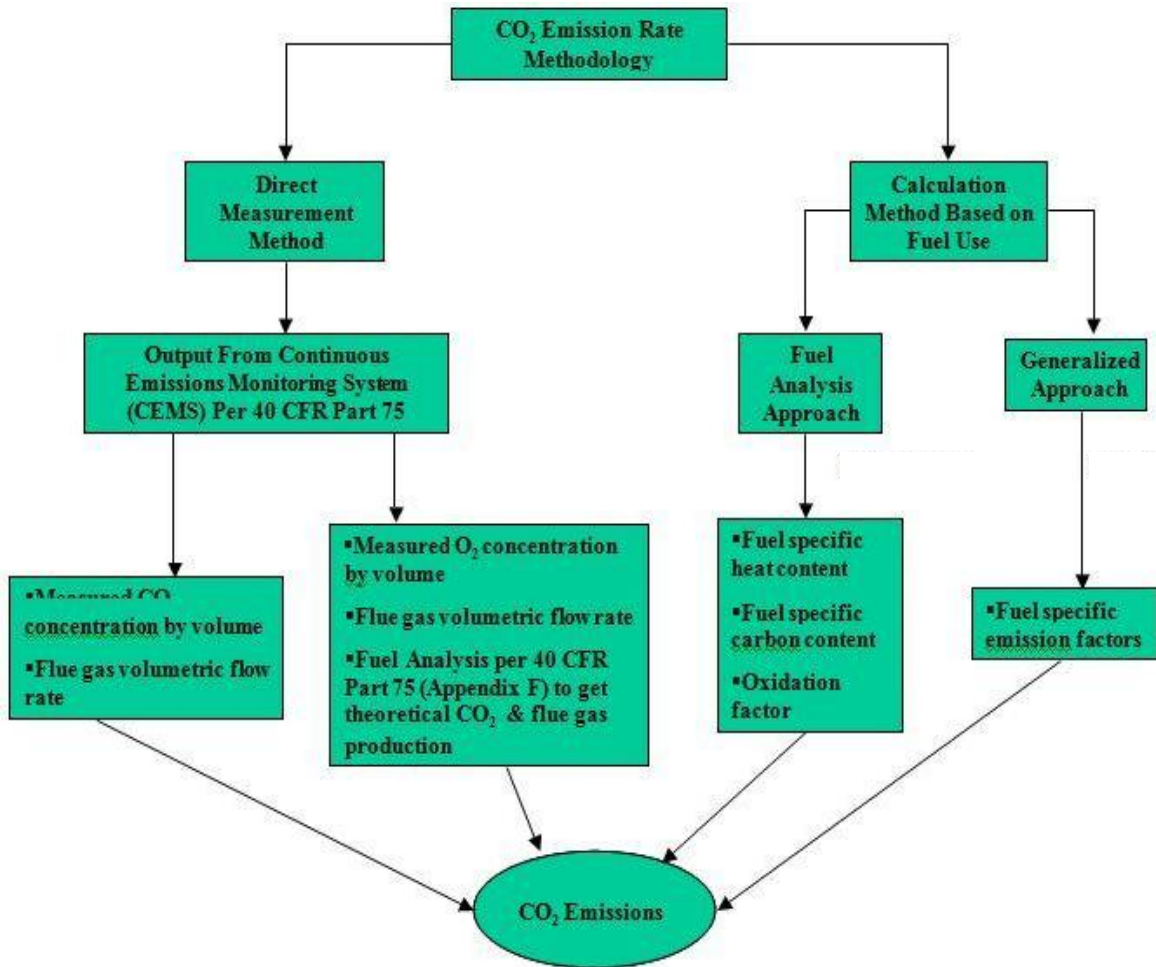 CO₂ Emission Rate
Methodology
Direct
Measurement
Method
Calculation
Method Based on
Fuel Use
Output From Continuous
Emissions Monitoring System
(CEMS) Per 40 CFR Part 75
Fuel
Analysis
Approach
Generalized
Approach
▪Measured CO
concentration by volume
▪Flue gas volumetric flow
rate
▪Measured O₂ concentration
by volume
▪Flue gas volumetric flow rate
▪Fuel Analysis per 40 CFR
Part 75 (Appendix F) to get
theoretical CO₂ & flue gas
production
▪Fuel specific
heat content
▪Fuel specific
carbon content
▪Oxidation
factor
▪Fuel specific
emission factors
CO₂ Emissions